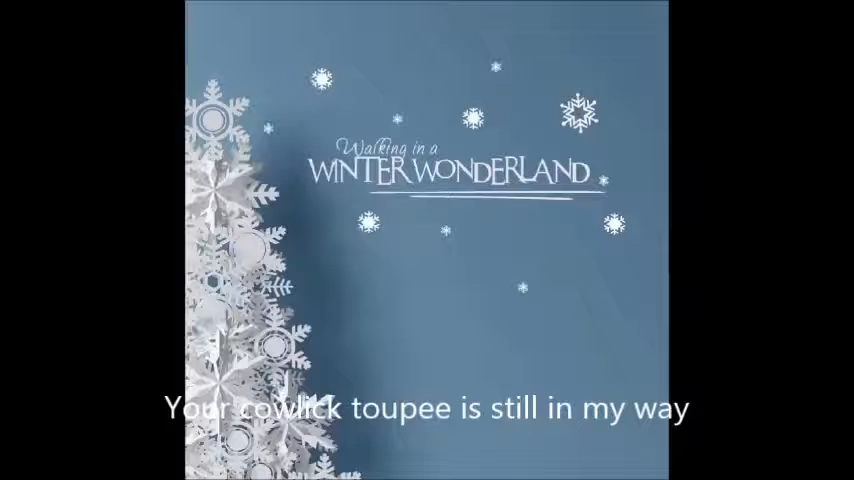 Walking in a
WINTER WONDERLAND
Your cowlick toupee is still in my way